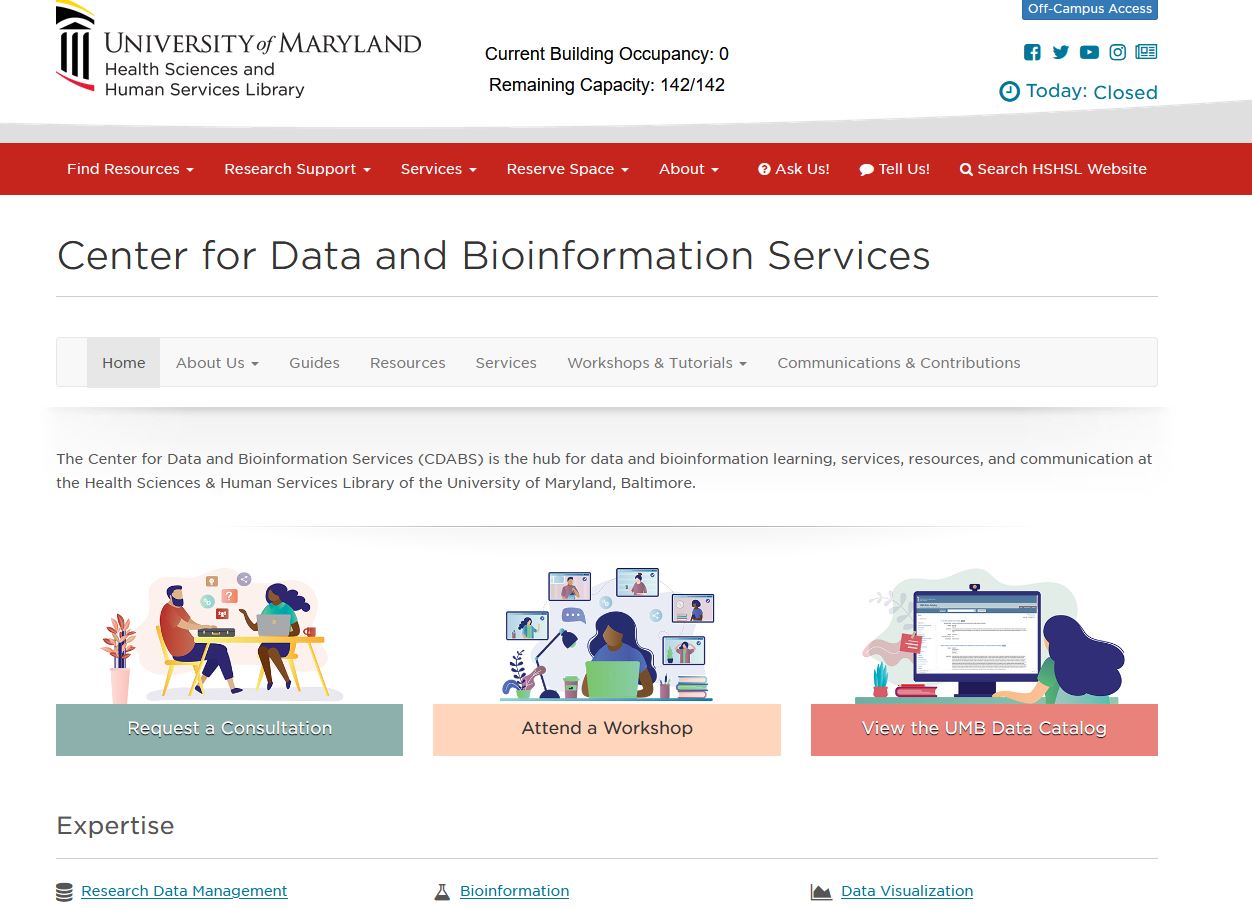 Off-Campus Access
UNIVERSITY of MARYLAND
Health Sciences and
Human Services Library
Current Building Occupancy: 0
Remaining Capacity: 142/142
Today: Closed
Find Resources Research Support Services Reserve Space About Ask Us! Tell Us! Search HSHSL Website
Center for Data and Bioinformation Services
Home About Us Guides Resources Services Workshops & Tutorials Communications & Contributions
The Center for Data and Bioinformation Services (CDABS) is the hub for data and bioinformation learning, services, resources, and communication at
the Health Sciences & Human Services Library of the University of Maryland, Baltimore.
Request a Consultation
Attend a Workshop
View the UMB Data Catalog
Expertise
Research Data Management
Bioinformation
Data Visualization